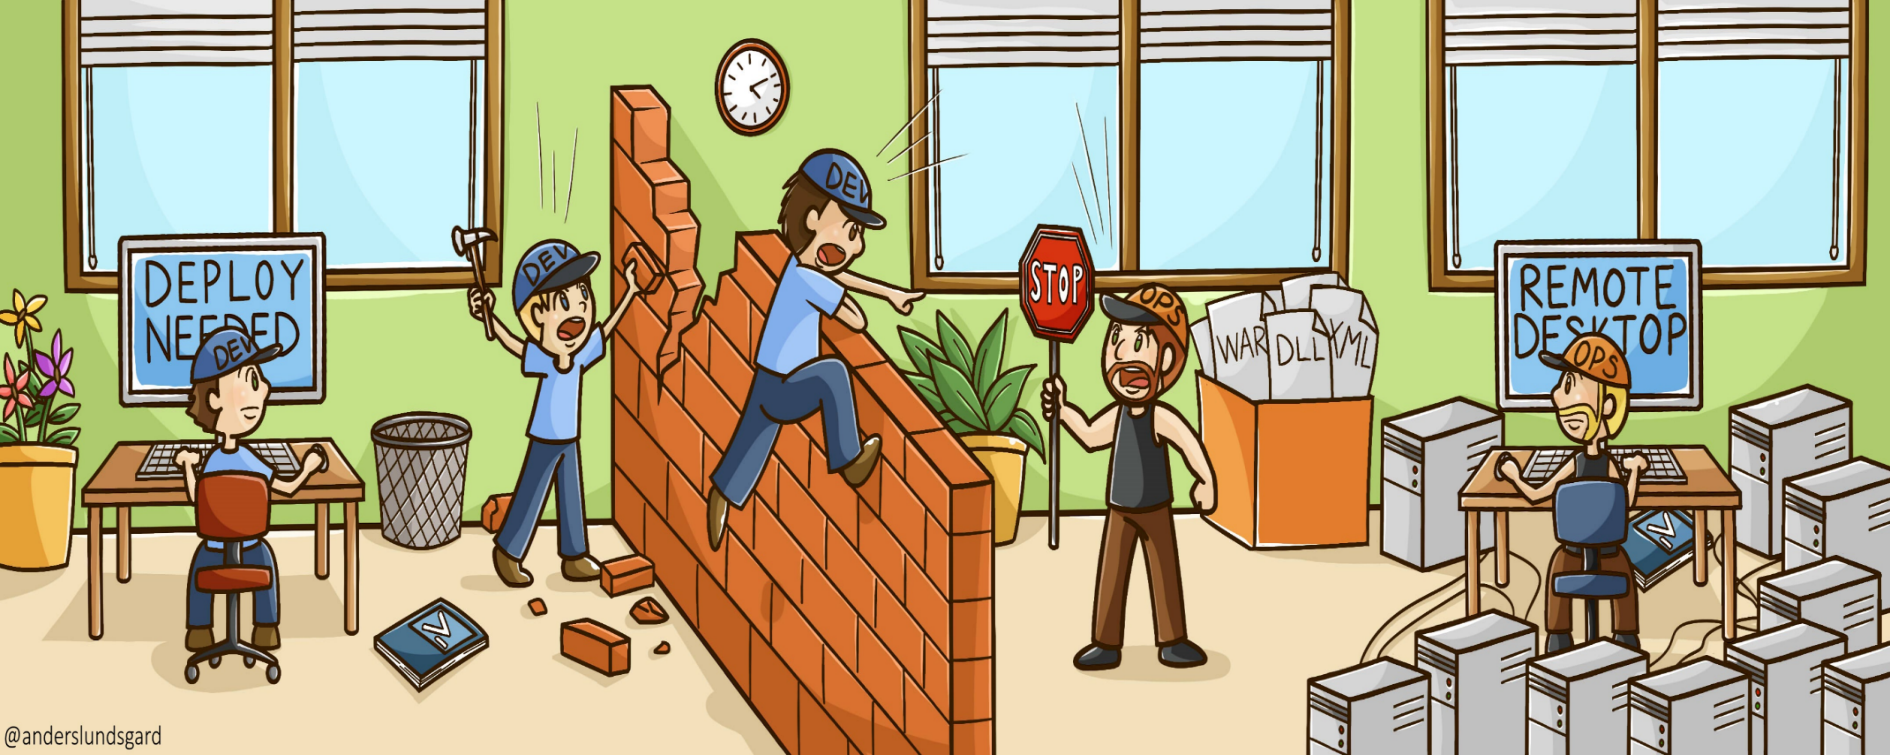 DEPLOY
NEEDED
DEV
DEV
DEV
STOP
OPS
WAR
DLL
YML
REMOTE
DESKTOP
OPS
@anderslundsgard